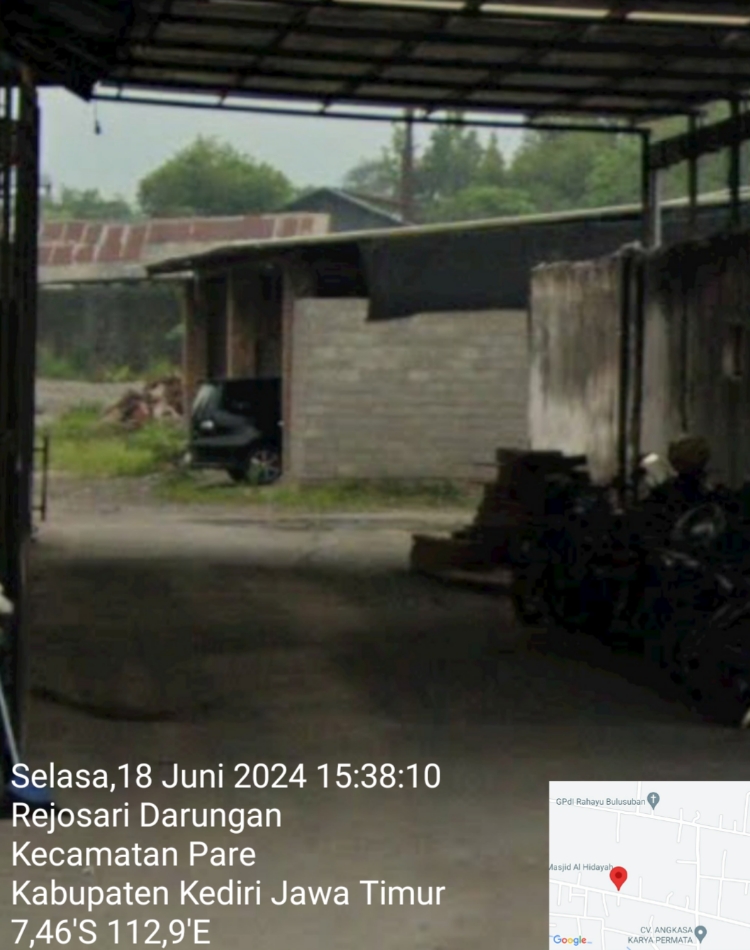 Selasa,18 Juni 2024 15:38:10
Rejosari Darungan
Kecamatan Pare
Kabupaten Kediri Jawa Timur
7,46'S 112,9'E
GPdI Rahayu Bulusuban
Masjid Al Hidayah
CV. ANGKASA
KARYA PERMATA
Google